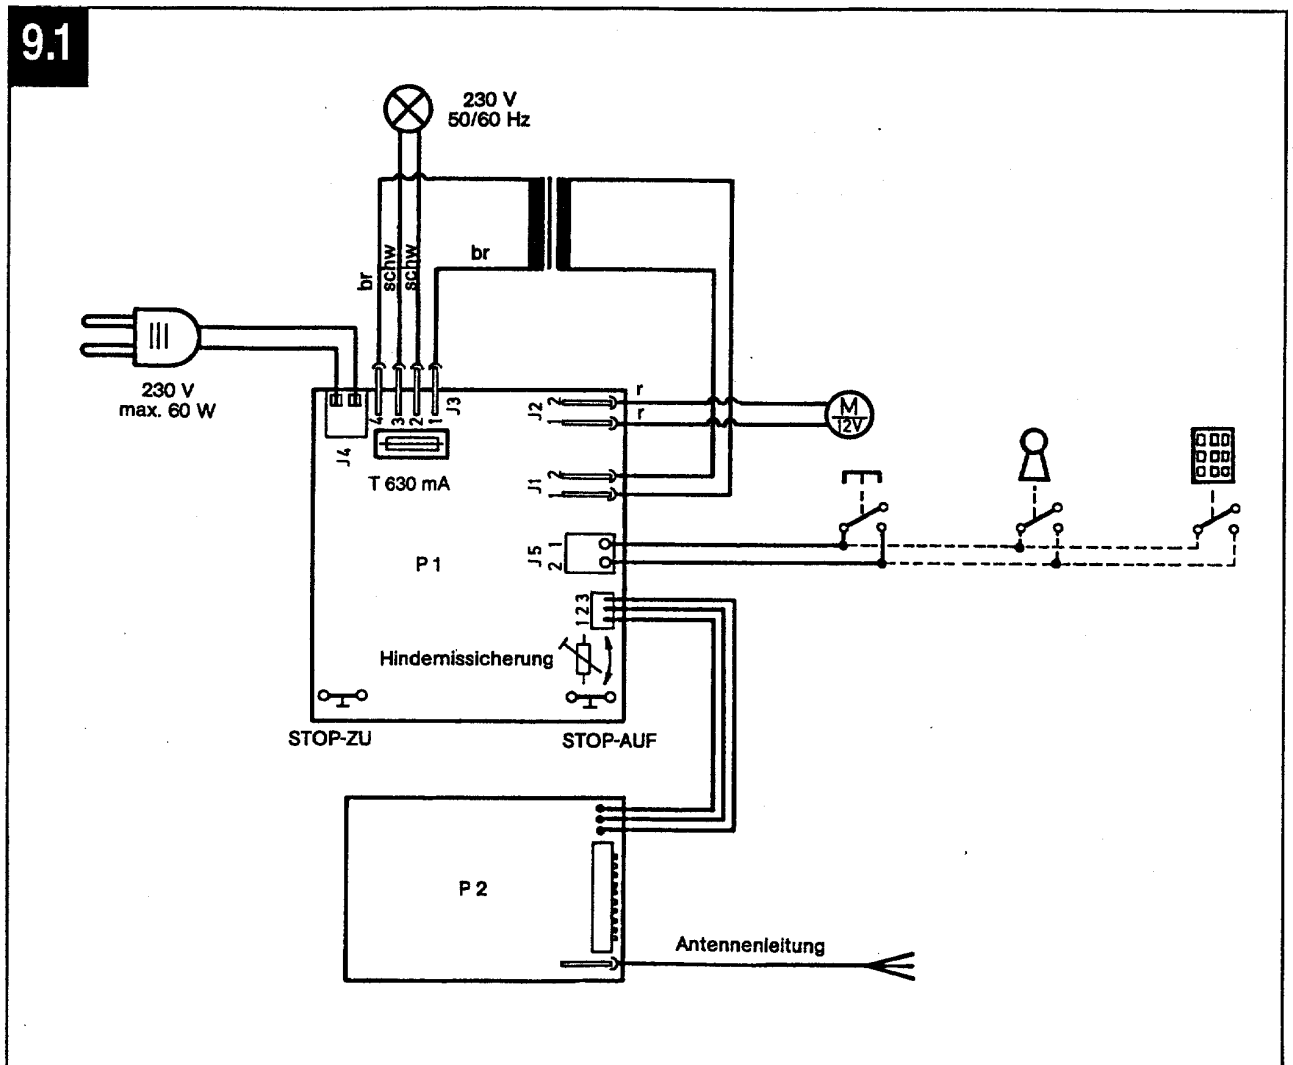 9.1
230 V
50/60 Hz
br
schw
schw
br
230 V
max. 60 W
4
3
2
1
J3
J4
T 630 mA
J2
2
1
r
r
M
12V
J1
2
1
P 1
J5
1
2
1 2 3
Hindernissicherung
STOP-ZU
STOP-AUF
P 2
Antennenleitung